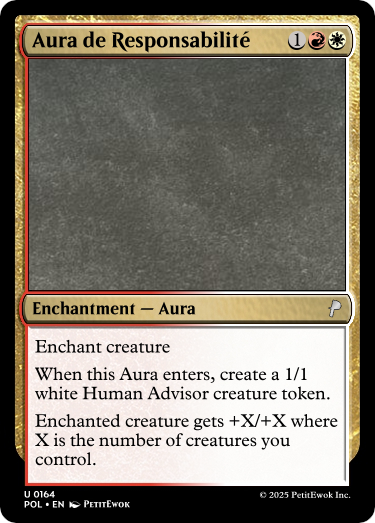 Aura de Responsabilité 1
Enchantment — Aura
Enchant creature
When this Aura enters, create a 1/1
white Human Advisor creature token.
Enchanted creature gets +X/+X where
X is the number of creatures you
control.
U 0164
POL • EN PetitEwok
© 2025 PetitEwok Inc.